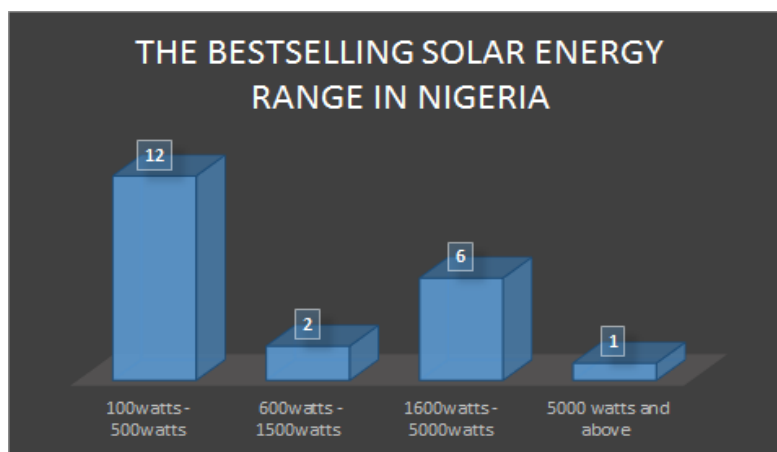 THE BESTSELLING SOLAR ENERGY
RANGE IN NIGERIA
12
2
6
1
100watts -
500watts
600watts -
1500watts
1600watts -
5000watts
5000 watts and
above